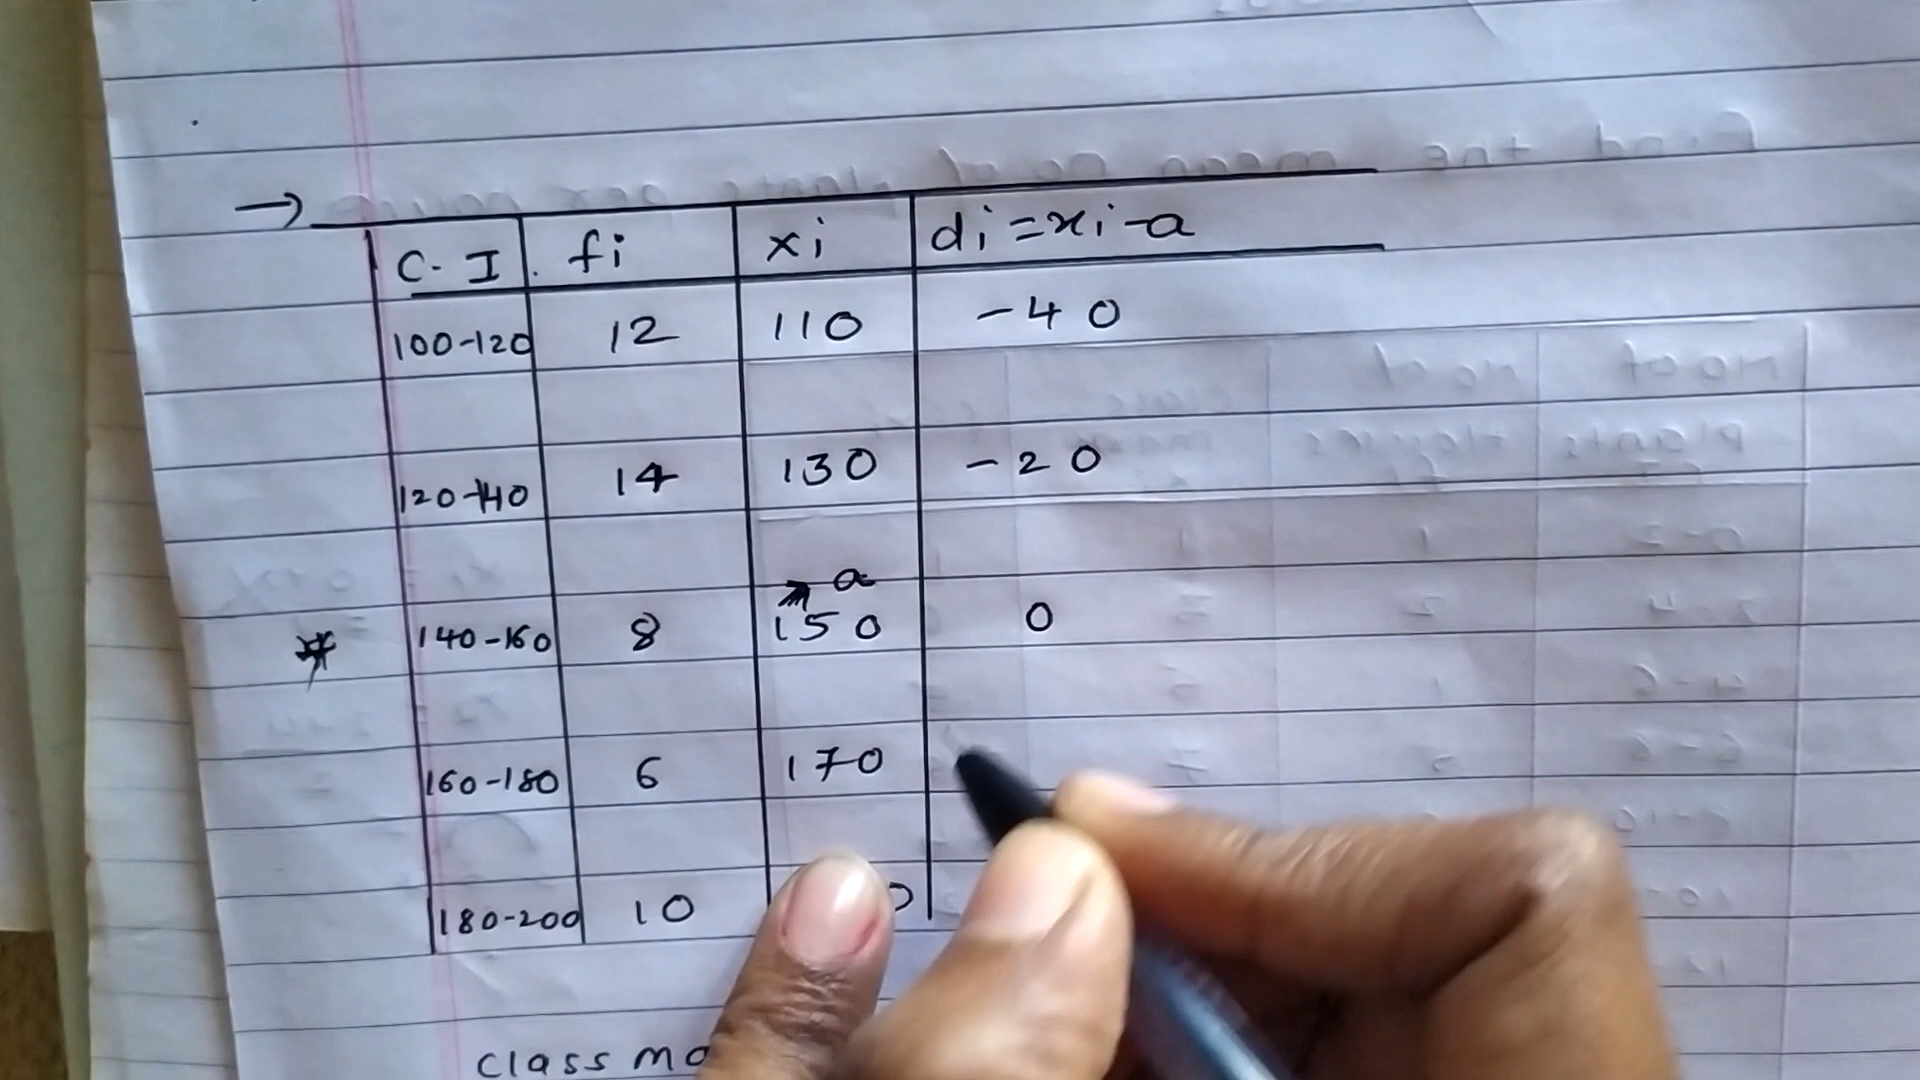 → C.I fi xi di=xi-a
100-120 12 110 -40
120-140 14 130 -20
a
140-160 8 150 0
160-180 6 170
180-200 10
class